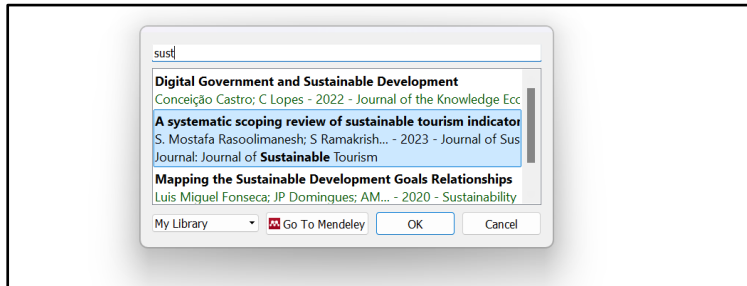 sust
Digital Government and Sustainable Development
Conceição Castro; C Lopes - 2022 - Journal of the Knowledge Ecc
A systematic scoping review of sustainable tourism indicator
S. Mostafa Rasoolimanesh; S Ramakrish... - 2023 - Journal of Sus
Journal: Journal of Sustainable Tourism
Mapping the Sustainable Development Goals Relationships
Luis Miguel Fonseca; JP Domingues; AM... - 2020 - Sustainability
My Library Go To Mendeley OK Cancel